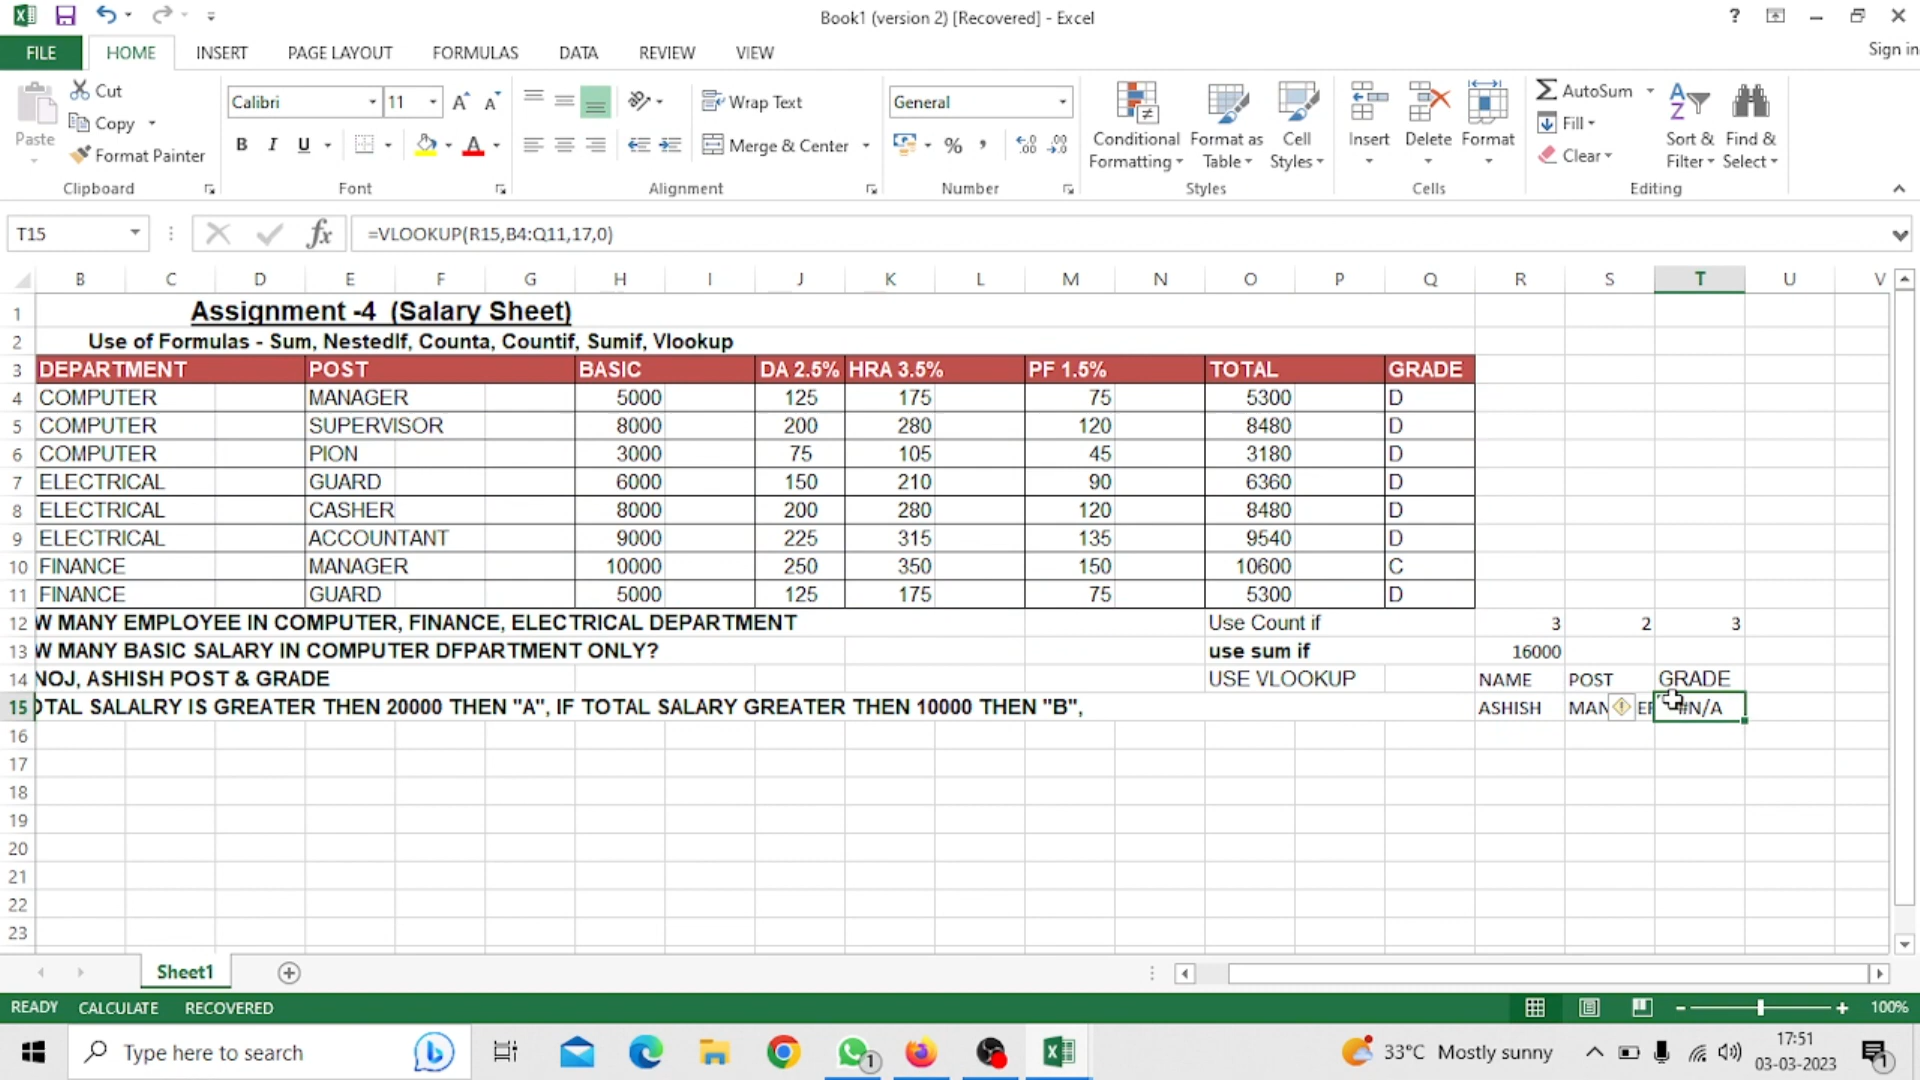 Book1 (version 2) [Recovered] - Excel
?
FILE HOME INSERT PAGE LAYOUT FORMULAS DATA REVIEW VIEW Sign in
Paste Cut Copy Format Painter Clipboard
Calibri 11 B I U A Font
Wrap Text Merge & Center Alignment
General % , Number
Conditional Formatting Format as Table Cell Styles Styles
Insert Delete Format Cells
AutoSum Fill Clear Sort & Filter Find & Select Editing
T15 fx =VLOOKUP(R15,B4:Q11,17,0)
B C D E F G H I J K L M N O P Q R S T U V
1 Assignment -4 (Salary Sheet)
2 Use of Formulas - Sum, NestedIf, Counta, Countif, Sumif, Vlookup
3 DEPARTMENT POST BASIC DA 2.5% HRA 3.5% PF 1.5% TOTAL GRADE
4 COMPUTER MANAGER 5000 125 175 75 5300 D
5 COMPUTER SUPERVISOR 8000 200 280 120 8480 D
6 COMPUTER PION 3000 75 105 45 3180 D
7 ELECTRICAL GUARD 6000 150 210 90 6360 D
8 ELECTRICAL CASHER 8000 200 280 120 8480 D
9 ELECTRICAL ACCOUNTANT 9000 225 315 135 9540 D
10 FINANCE MANAGER 10000 250 350 150 10600 C
11 FINANCE GUARD 5000 125 175 75 5300 D
12 W MANY EMPLOYEE IN COMPUTER, FINANCE, ELECTRICAL DEPARTMENT Use Count if 3 2 3
13 W MANY BASIC SALARY IN COMPUTER DFPARTMENT ONLY? use sum if 16000
14 NOJ, ASHISH POST & GRADE USE VLOOKUP NAME POST GRADE
15 OTAL SALALRY IS GREATER THEN 20000 THEN "A", IF TOTAL SALARY GREATER THEN 10000 THEN "B", ASHISH MAN ER #N/A
16
17
18
19
20
21
22
23
Sheet1
READY CALCULATE RECOVERED 100%
Type here to search 1 33°C Mostly sunny 17:51 03-03-2023 1